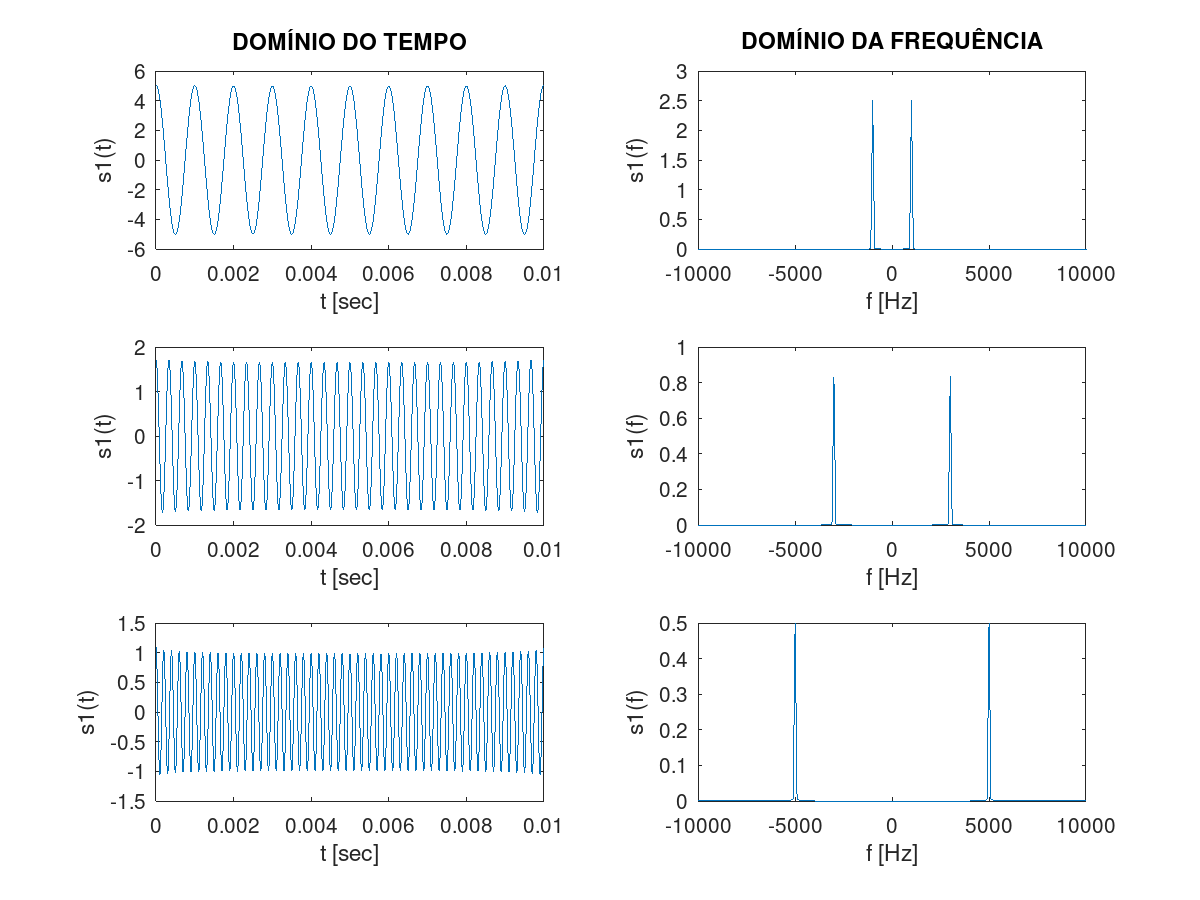 DOMÍNIO DO TEMPO
6
4
2
0
-2
-4
-6
s1(t)
0 0.002 0.004 0.006 0.008 0.01
t [sec]
DOMÍNIO DA FREQUÊNCIA
3
2.5
2
1.5
1
0.5
0
s1(f)
-10000 -5000 0 5000 10000
f [Hz]
2
1
0
-1
-2
s1(t)
0 0.002 0.004 0.006 0.008 0.01
t [sec]
1
0.8
0.6
0.4
0.2
0
s1(f)
-10000 -5000 0 5000 10000
f [Hz]
1.5
1
0.5
0
-0.5
-1
-1.5
s1(t)
0 0.002 0.004 0.006 0.008 0.01
t [sec]
0.5
0.4
0.3
0.2
0.1
0
s1(f)
-10000 -5000 0 5000 10000
f [Hz]